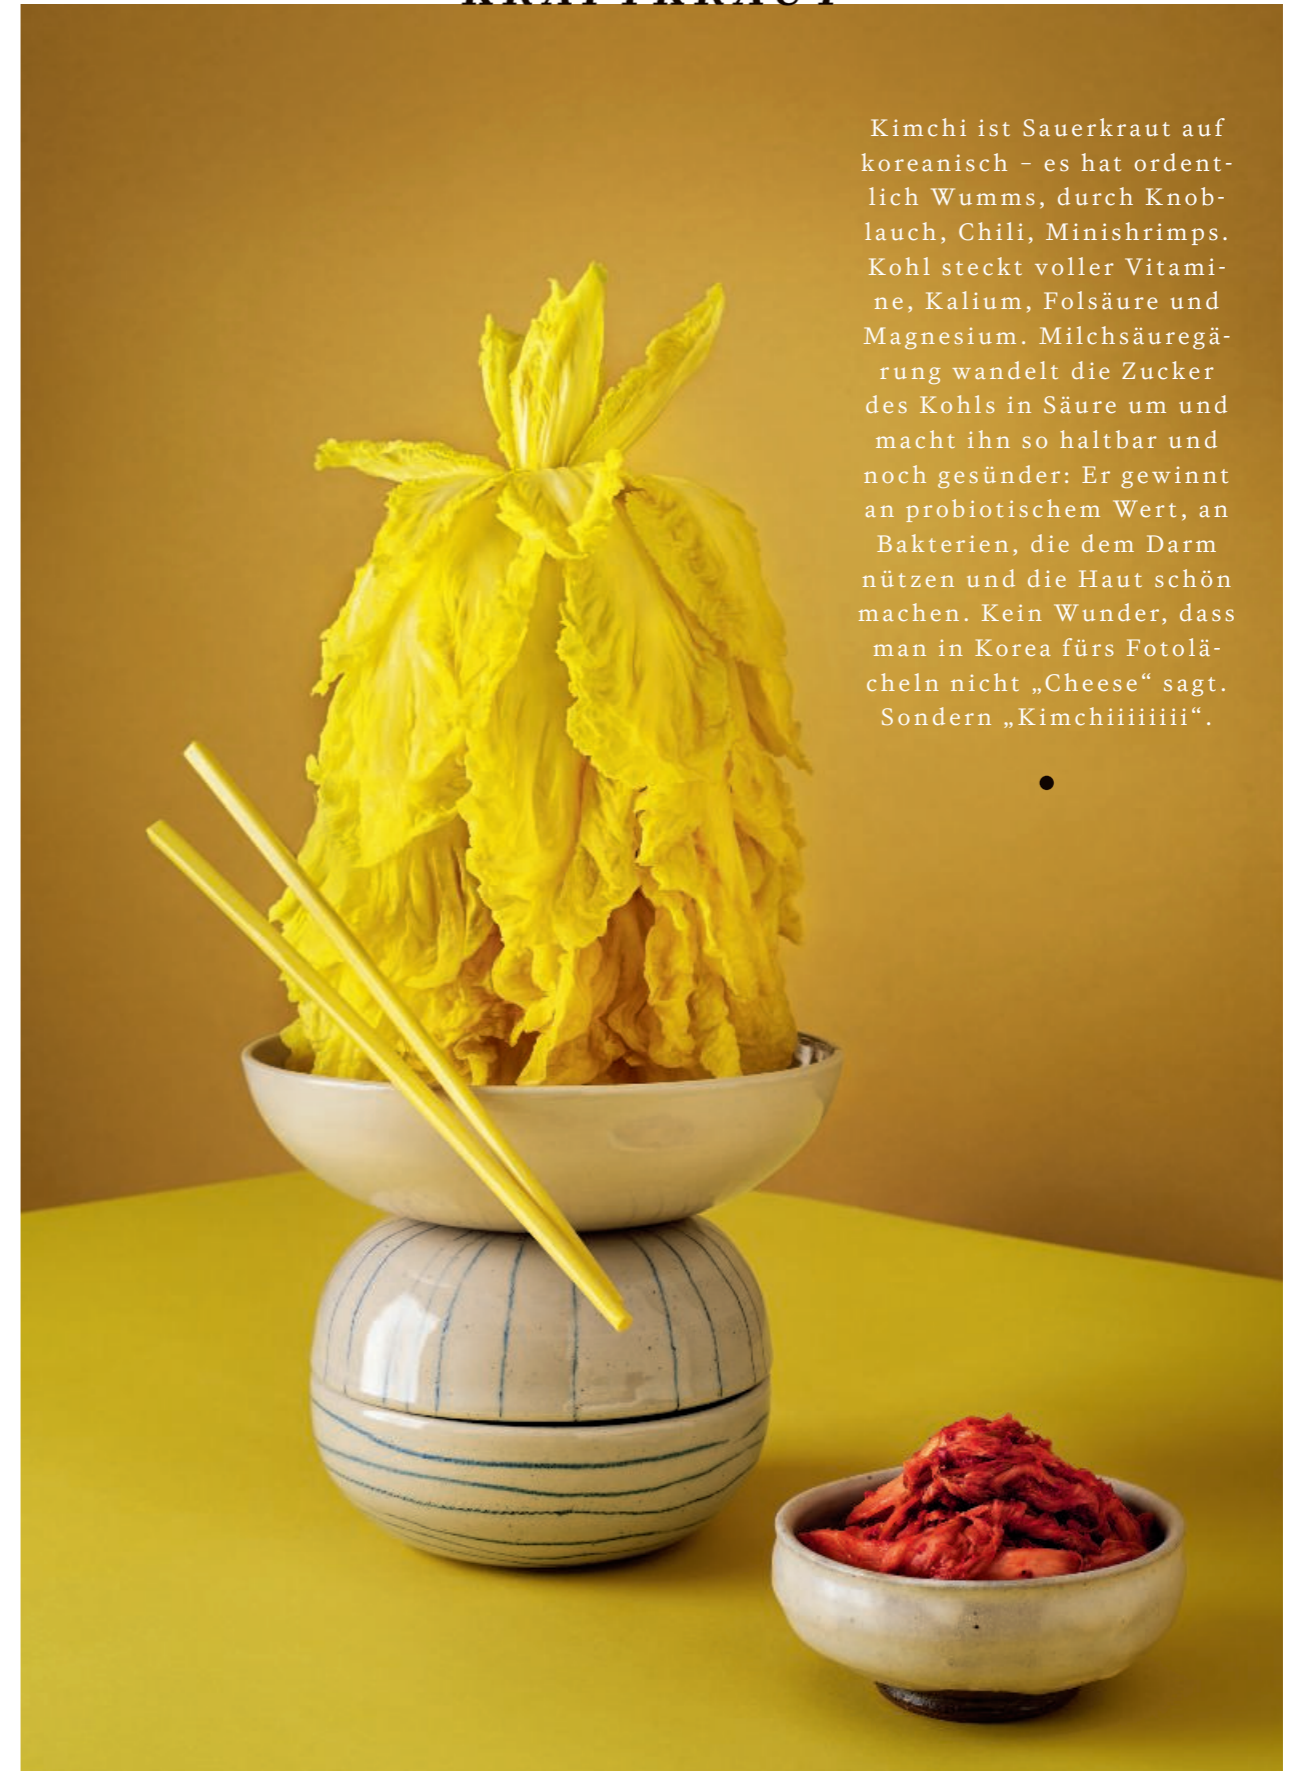 KRAFTKRAUT
Kimchi ist Sauerkraut auf
koreanisch – es hat ordent-
lich Wumms, durch Knob-
lauch, Chili, Minishrimps.
Kohl steckt voller Vitami-
ne, Kalium, Folsäure und
Magnesium. Milchsäuregä-
rung wandelt die Zucker
des Kohls in Säure um und
macht ihn so haltbar und
noch gesünder: Er gewinnt
an probiotischem Wert, an
Bakterien, die dem Darm
nützen und die Haut schön
machen. Kein Wunder, dass
man in Korea fürs Fotolä-
cheln nicht „Cheese“ sagt.
Sondern „Kimchiiiiiiii“.